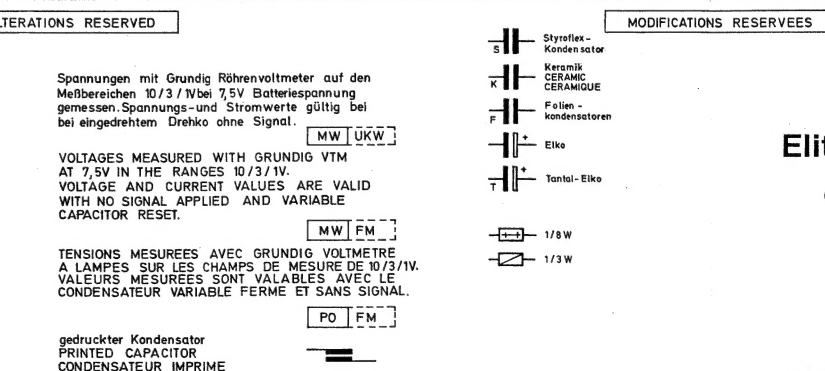 LTERATIONS RESERVED
MODIFICATIONS RESERVEES
Spannungen mit Grundig Röhrenvoltmeter auf den
Meßbereichen 10/3/1V bei 7,5V Batteriespannung
gemessen. Spannungs-und Stromwerte gültig bei
bei eingedrehtem Drehko ohne Signal.
MW UKW
VOLTAGES MEASURED WITH GRUNDIG VTM
AT 7,5V IN THE RANGES 10/3/1V.
VOLTAGE AND CURRENT VALUES ARE VALID
WITH NO SIGNAL APPLIED AND VARIABLE
CAPACITOR RESET.
MW FM
TENSIONS MESUREES AVEC GRUNDIG VOLTMETRE
A LAMPES SUR LES CHAMPS DE MESURE DE 10/3/1V.
VALEURS MESUREES SONT VALABLES AVEC LE
CONDENSATEUR VARIABLE FERME ET SANS SIGNAL.
PO FM
gedruckter Kondensator
PRINTED CAPACITOR
CONDENSATEUR IMPRIME
S Styroflex-
Kondensator
K Keramik
CERAMIC
CERAMIQUE
F Folien-
kondensatoren
+ Elko
T + Tantal-Elko
1/8 W
1/3 W
Elit